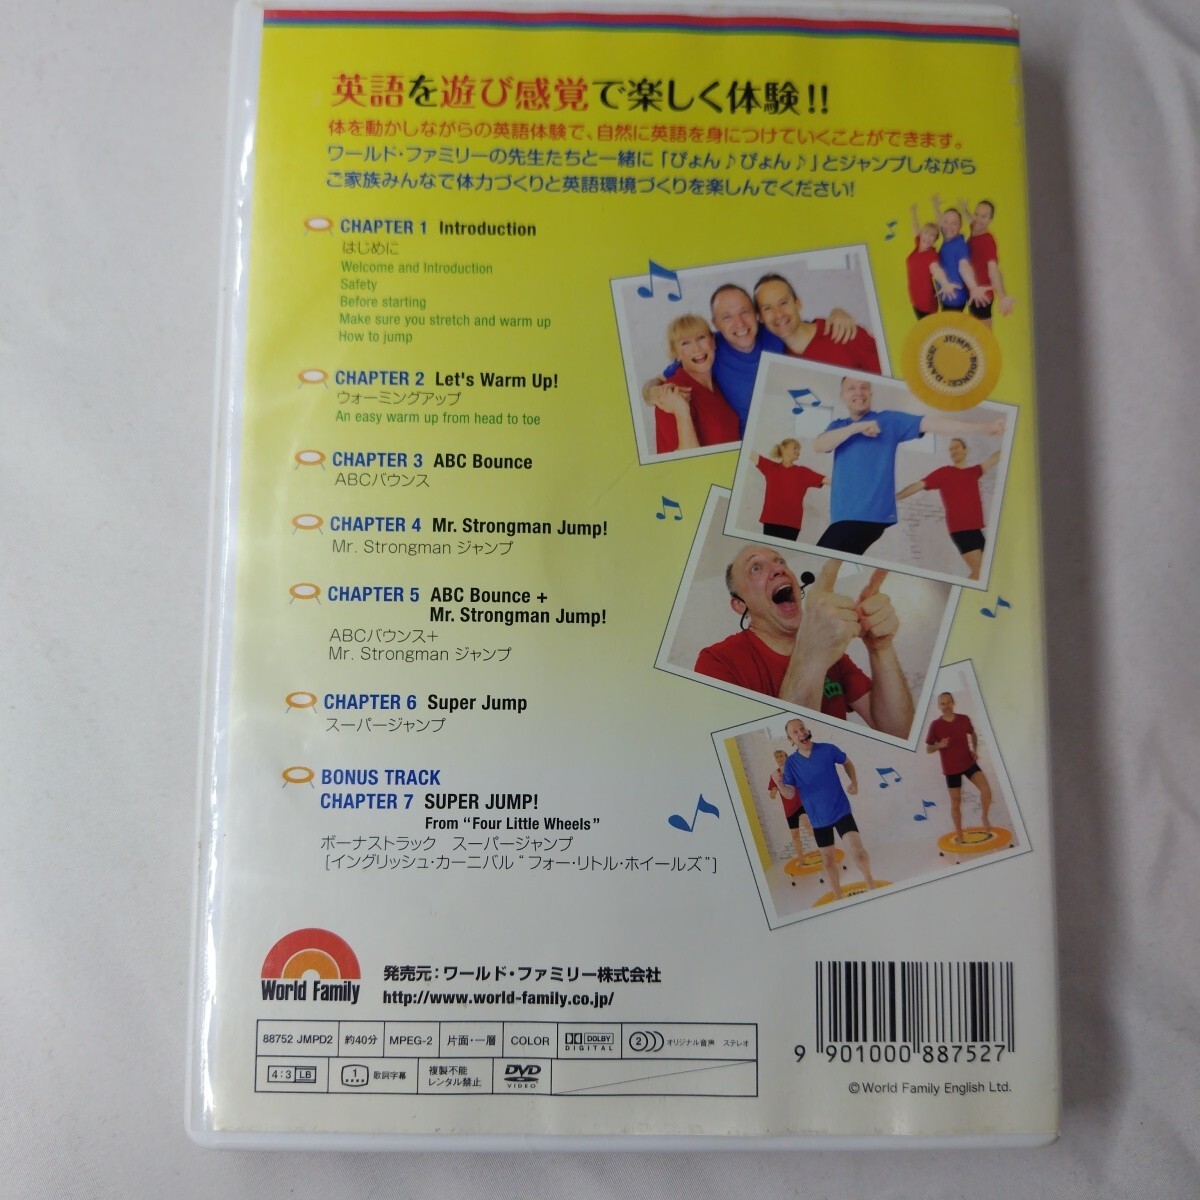 英語を遊び感覚で楽しく体験!!
体を動かしながらの英語体験で、自然に英語を身につけていくことができます。
ワールド・ファミリーの先生たちと一緒に「ぴょん♪ぴょん♪」とジャンプしながら
ご家族みんなで体力づくりと英語環境づくりを楽しんでください!
CHAPTER 1 Introduction
はじめに
Welcome and Introduction
Safety
Before starting
Make sure you stretch and warm up
How to jump
CHAPTER 2 Let's Warm Up!
ウォーミングアップ
An easy warm up from head to toe
CHAPTER 3 ABC Bounce
ABCバウンス
CHAPTER 4 Mr. Strongman Jump!
Mr. Strongman ジャンプ
CHAPTER 5 ABC Bounce +
Mr. Strongman Jump!
ABCバウンス+
Mr. Strongman ジャンプ
CHAPTER 6 Super Jump
スーパージャンプ
BONUS TRACK
CHAPTER 7 SUPER JUMP!
From “Four Little Wheels”
ボーナストラック スーパージャンプ
[イングリッシュ・カーニバル“フォー・リトル・ホイールズ”]
JUMP! BOUNCE! DANCE!
World Family
発売元:ワールド・ファミリー株式会社
http://www.world-family.co.jp/
88752 JMPD2 約40分 MPEG-2 片面・一層 COLOR DOLBY DIGITAL 2 オリジナル音声 ステレオ
4:3 LB 1 歌詞字幕 複製不能 レンタル禁止 DVD VIDEO
9 901000 887527
©World Family English Ltd.